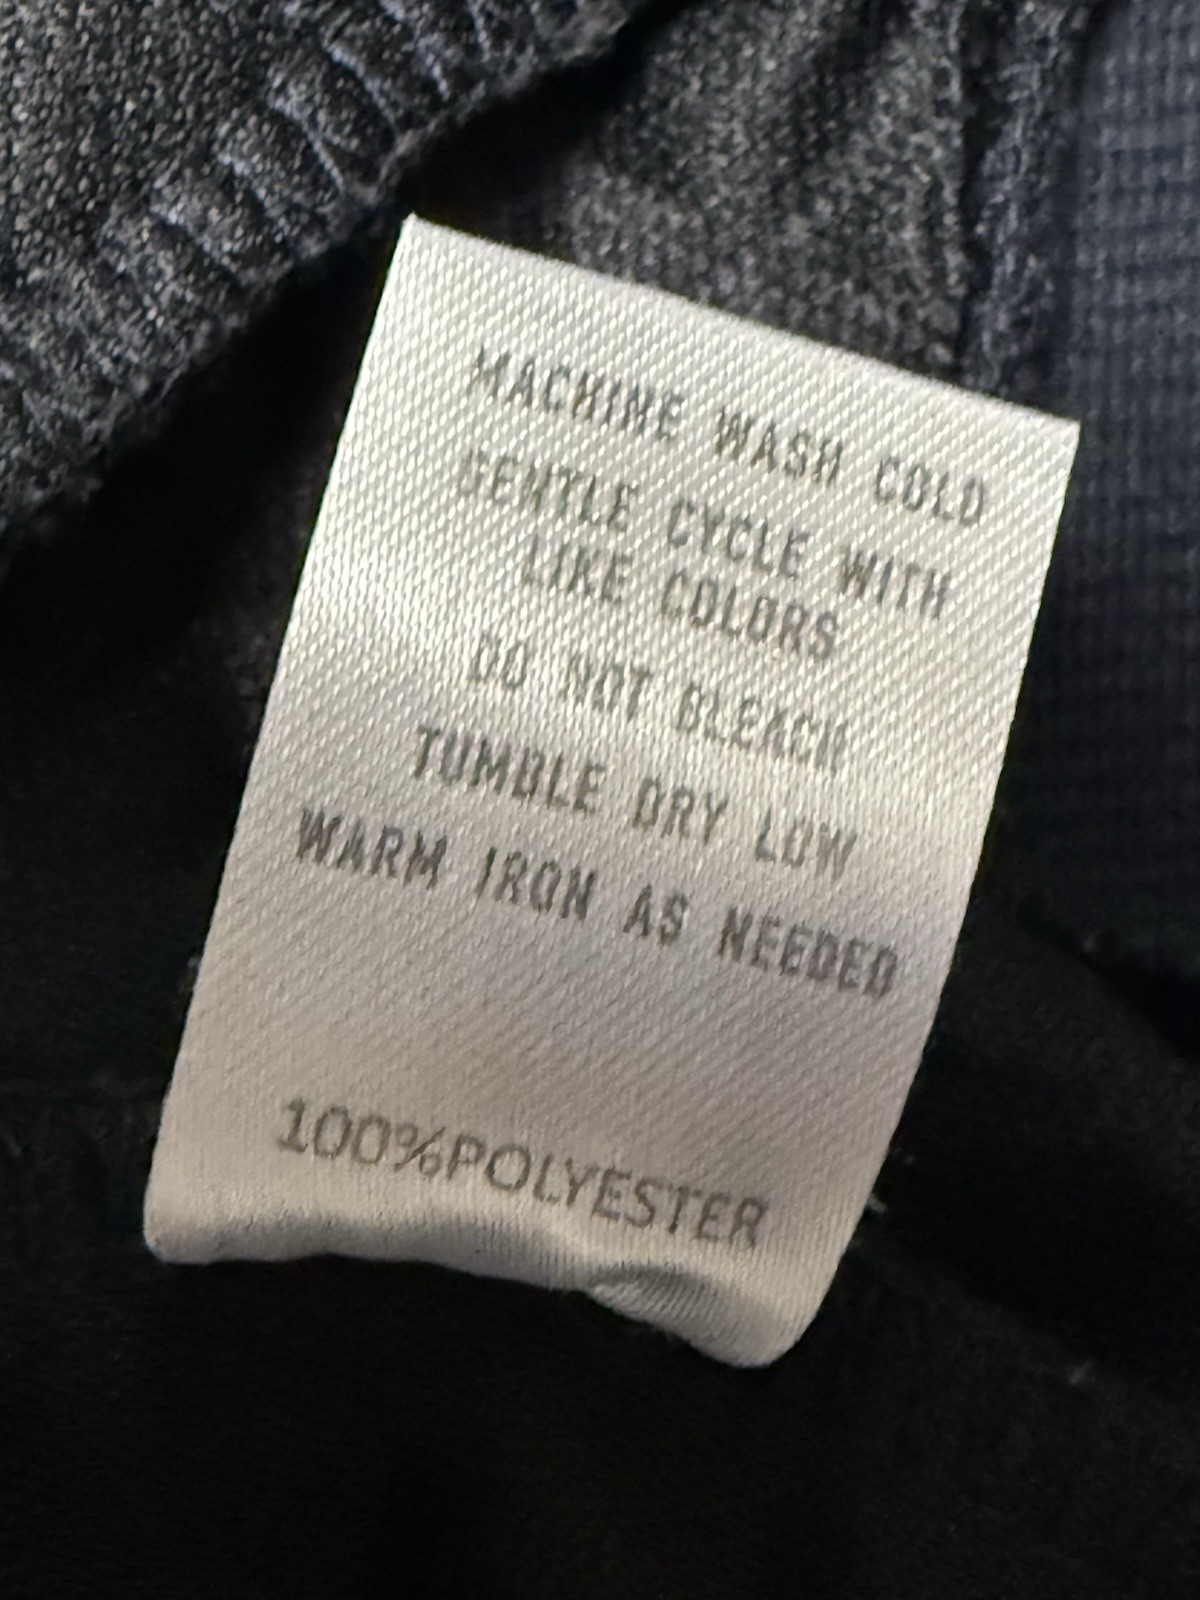 MACHINE WASH COLD
GENTLE CYCLE WITH
LIKE COLORS
DO NOT BLEACH
TUMBLE DRY LOW
WARM IRON AS NEEDED
100%POLYESTER